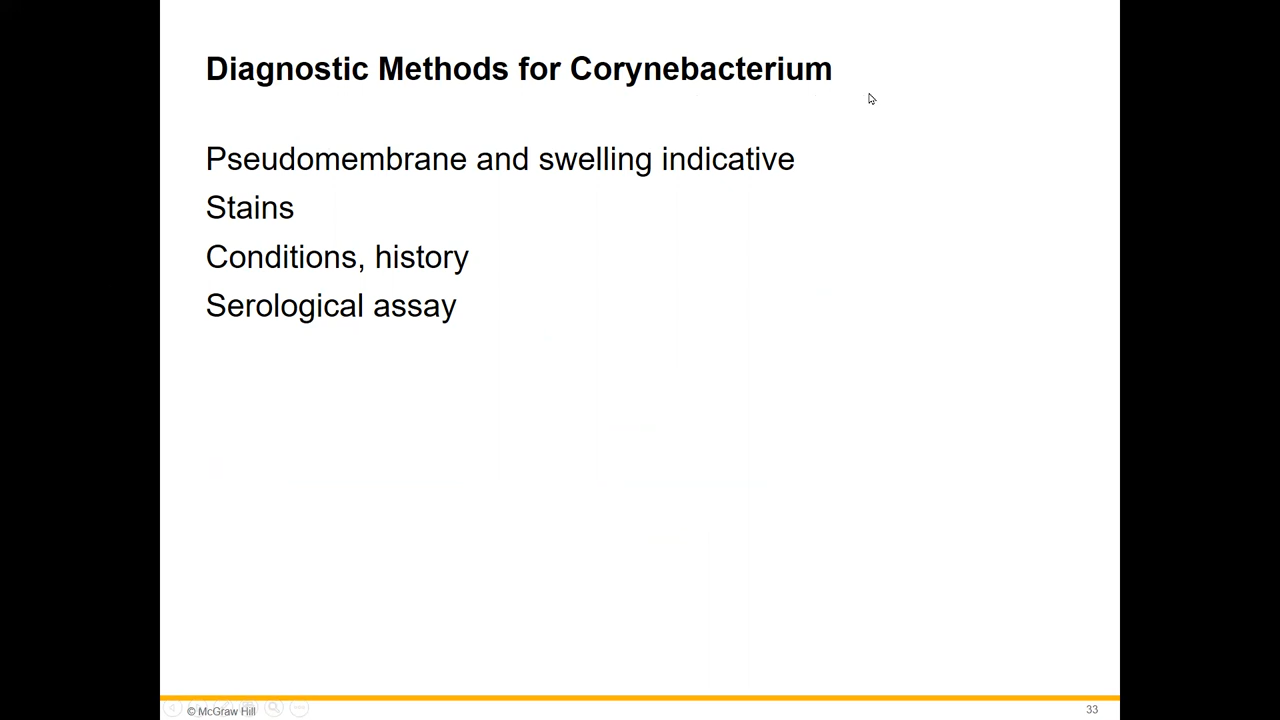 Diagnostic Methods for Corynebacterium
Pseudomembrane and swelling indicative
Stains
Conditions, history
Serological assay
© McGraw Hill
33